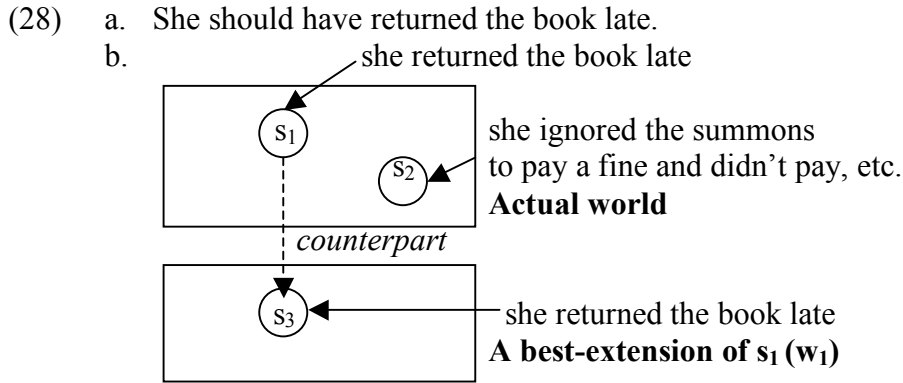 (28) a. She should have returned the book late.
b. she returned the book late
s1
she ignored the summons
s2
to pay a fine and didn’t pay, etc.
Actual world
counterpart
s3
she returned the book late
A best-extension of s1 (w1)